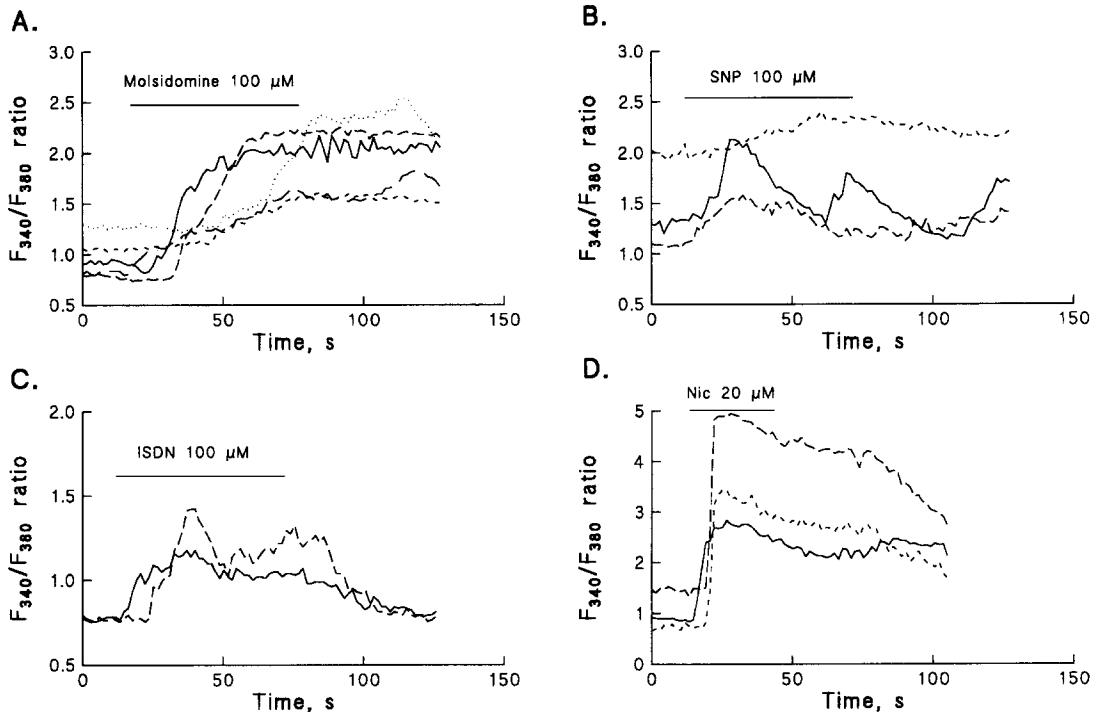 A.
3.0
2.5
2.0
1.5
1.0
0.5
Molsidomine 100 μM
F340/F380 ratio
0
50
100
150
Time, s
B.
3.0
2.5
2.0
1.5
1.0
0.5
SNP 100 μM
F340/F380 ratio
0
50
100
150
Time, s
C.
2.0
1.5
1.0
0.5
ISDN 100 μM
F340/F380 ratio
0
50
100
150
Time, s
D.
5
4
3
2
1
0
Nic 20 μM
F340/F380 ratio
0
50
100
150
Time, s